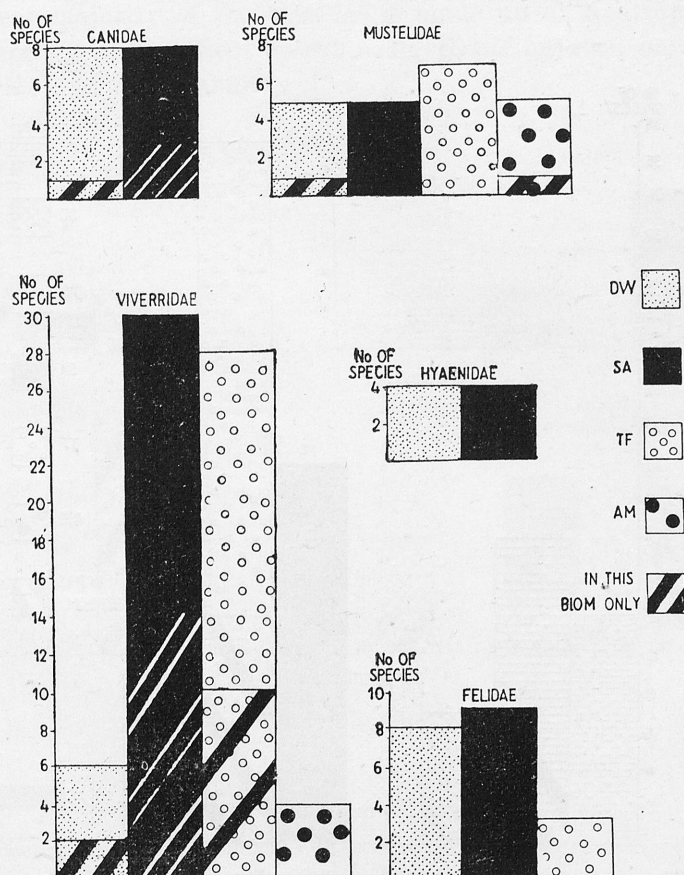 No OF
SPECIES
CANIDAE
8
6
4
2
No OF
SPECIES
MUSTELIDAE
8
6
4
2
No OF
SPECIES
VIVERRIDAE
30
28
26
24
22
20
18
16
14
12
10
8
6
4
2
No OF
SPECIES
HYAENIDAE
4
2
DW
SA
TF
AM
IN THIS
BIOM ONLY
No OF
SPECIES
FELIDAE
10
8
6
4
2